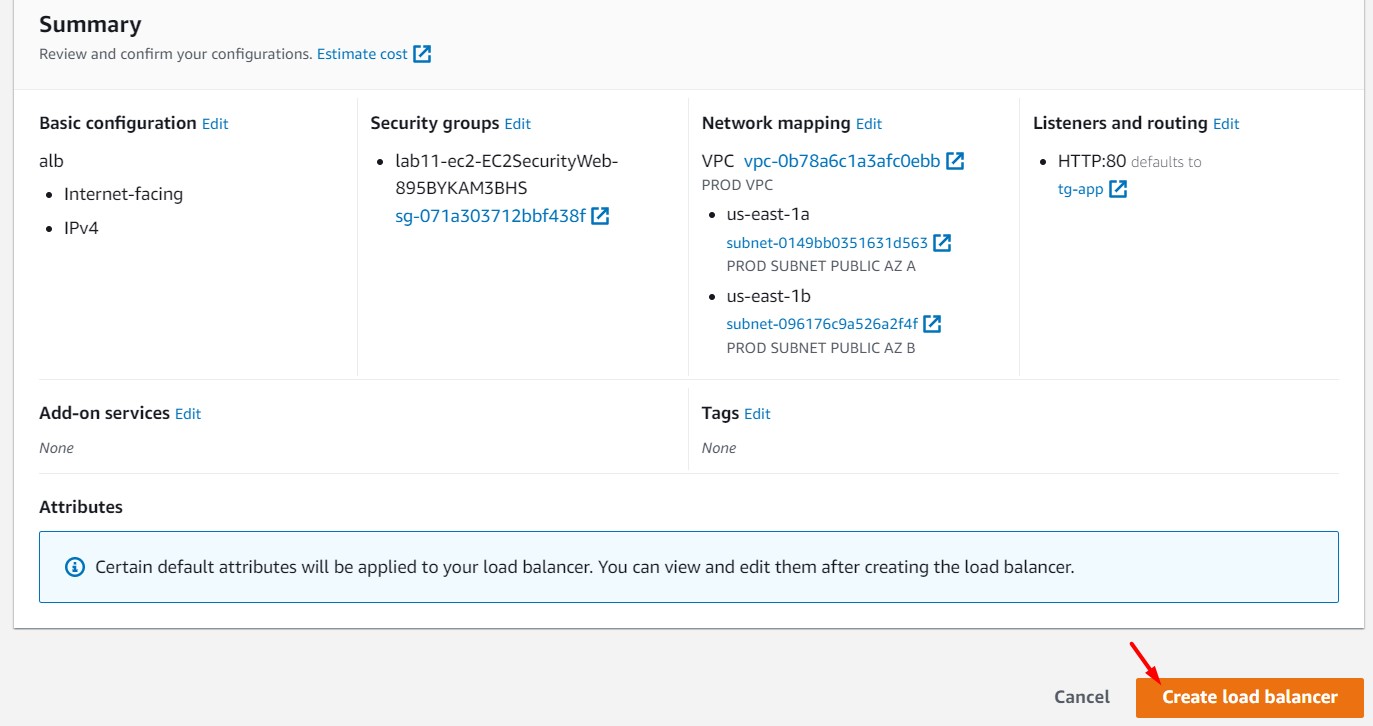 Summary
Review and confirm your configurations. Estimate cost
Basic configuration Edit
alb
Internet-facing
IPv4
Security groups Edit
lab11-ec2-EC2SecurityWeb-
895BYKAM3BHS
sg-071a303712bbf438f
Network mapping Edit
VPC vpc-0b78a6c1a3afc0ebb
PROD VPC
us-east-1a
subnet-0149bb0351631d563
PROD SUBNET PUBLIC AZ A
us-east-1b
subnet-096176c9a526a2f4f
PROD SUBNET PUBLIC AZ B
Listeners and routing Edit
HTTP:80 defaults to
tg-app
Add-on services Edit
None
Tags Edit
None
Attributes
Certain default attributes will be applied to your load balancer. You can view and edit them after creating the load balancer.
Cancel
Create load balancer